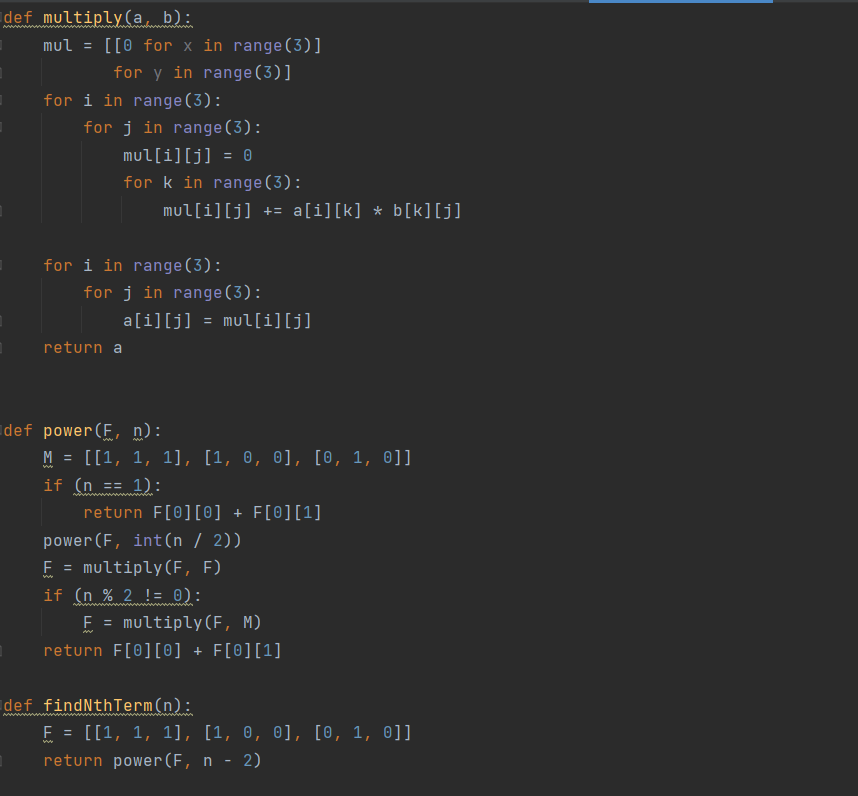 def multiply(a, b):
    mul = [[0 for x in range(3)]
           for y in range(3)]
    for i in range(3):
        for j in range(3):
            mul[i][j] = 0
            for k in range(3):
                mul[i][j] += a[i][k] * b[k][j]

    for i in range(3):
        for j in range(3):
            a[i][j] = mul[i][j]
    return a


def power(F, n):
    M = [[1, 1, 1], [1, 0, 0], [0, 1, 0]]
    if (n == 1):
        return F[0][0] + F[0][1]
    power(F, int(n / 2))
    F = multiply(F, F)
    if (n % 2 != 0):
        F = multiply(F, M)
    return F[0][0] + F[0][1]

def findNthTerm(n):
    F = [[1, 1, 1], [1, 0, 0], [0, 1, 0]]
    return power(F, n - 2)